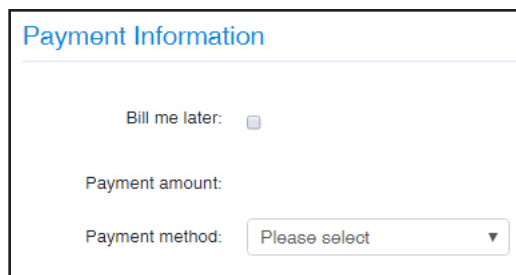 Payment Information
Bill me later:
Payment amount:
Payment method: Please select